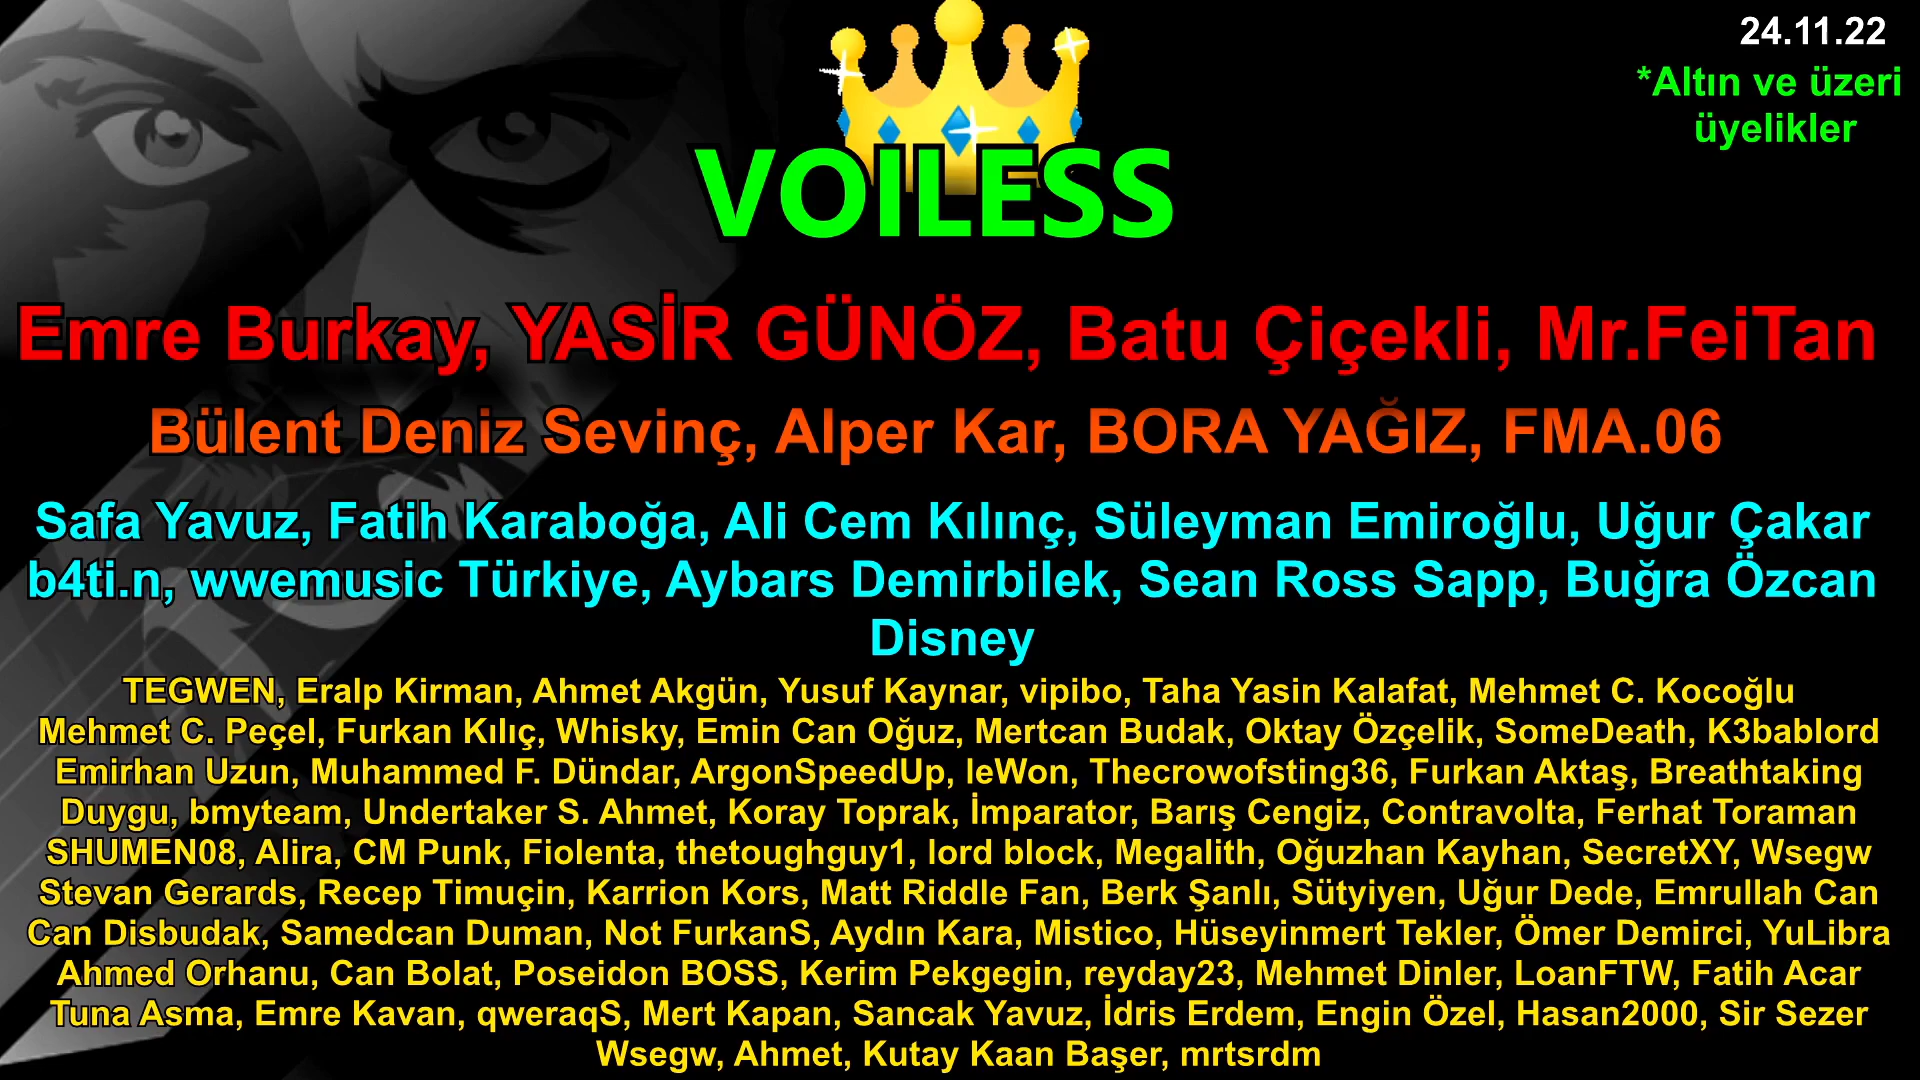 24.11.22
*Altın ve üzeri
üyelikler
VOILESS
Emre Burkay, YASİR GÜNÖZ, Batu Çiçekli, Mr.FeiTan
Bülent Deniz Sevinç, Alper Kar, BORA YAĞIZ, FMA.06
Safa Yavuz, Fatih Karaboğa, Ali Cem Kılınç, Süleyman Emiroğlu, Uğur Çakar
b4ti.n, wwemusic Türkiye, Aybars Demirbilek, Sean Ross Sapp, Buğra Özcan
Disney
TEGWEN, Eralp Kirman, Ahmet Akgün, Yusuf Kaynar, vipibo, Taha Yasin Kalafat, Mehmet C. Kocoğlu
Mehmet C. Peçel, Furkan Kılıç, Whisky, Emin Can Oğuz, Mertcan Budak, Oktay Özçelik, SomeDeath, K3bablord
Emirhan Uzun, Muhammed F. Dündar, ArgonSpeedUp, leWon, Thecrowofsting36, Furkan Aktaş, Breathtaking
Duygu, bmyteam, Undertaker S. Ahmet, Koray Toprak, İmparator, Barış Cengiz, Contravolta, Ferhat Toraman
SHUMEN08, Alira, CM Punk, Fiolenta, thetoughguy1, lord block, Megalith, Oğuzhan Kayhan, SecretXY, Wsegw
Stevan Gerards, Recep Timuçin, Karrion Kors, Matt Riddle Fan, Berk Şanlı, Sütyiyen, Uğur Dede, Emrullah Can
Can Disbudak, Samedcan Duman, Not FurkanS, Aydın Kara, Mistico, Hüseyinmert Tekler, Ömer Demirci, YuLibra
Ahmed Orhanu, Can Bolat, Poseidon BOSS, Kerim Pekgegin, reyday23, Mehmet Dinler, LoanFTW, Fatih Acar
Tuna Asma, Emre Kavan, qweraqS, Mert Kapan, Sancak Yavuz, İdris Erdem, Engin Özel, Hasan2000, Sir Sezer
Wsegw, Ahmet, Kutay Kaan Başer, mrtsrdm